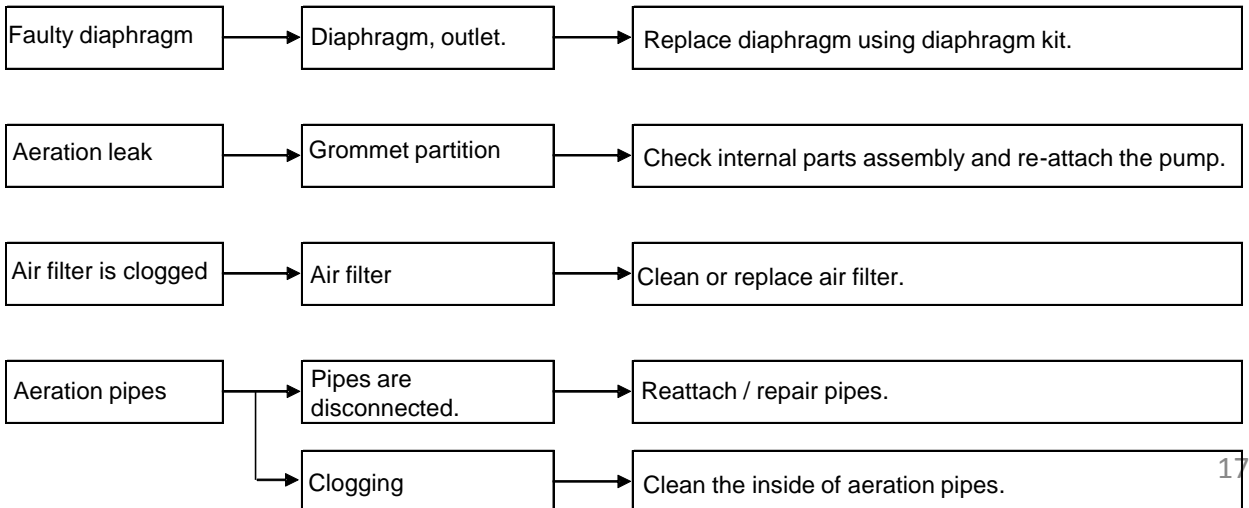 Faulty diaphragm
Diaphragm, outlet.
Replace diaphragm using diaphragm kit.
Aeration leak
Grommet partition
Check internal parts assembly and re-attach the pump.
Air filter is clogged
Air filter
Clean or replace air filter.
Aeration pipes
Pipes are
disconnected.
Reattach / repair pipes.
Clogging
Clean the inside of aeration pipes.
17